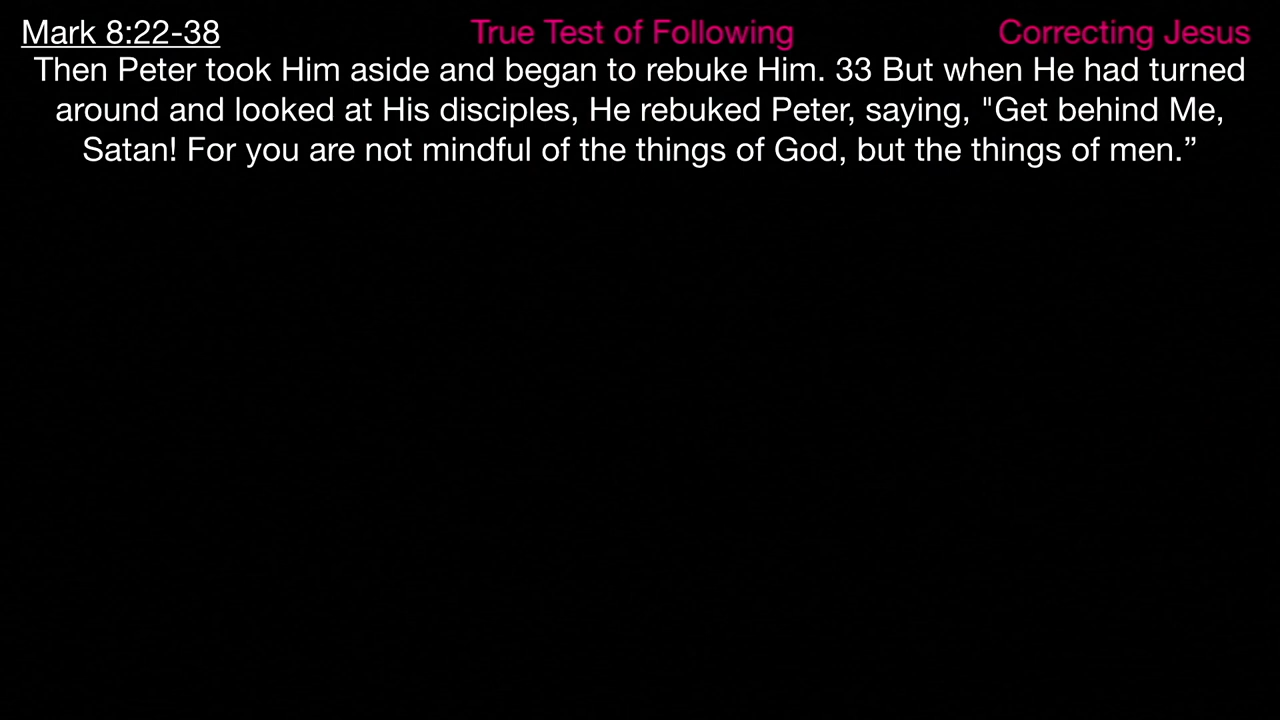 Mark 8:22-38 True Test of Following Correcting Jesus
Then Peter took Him aside and began to rebuke Him. 33 But when He had turned
around and looked at His disciples, He rebuked Peter, saying, "Get behind Me,
Satan! For you are not mindful of the things of God, but the things of men.”